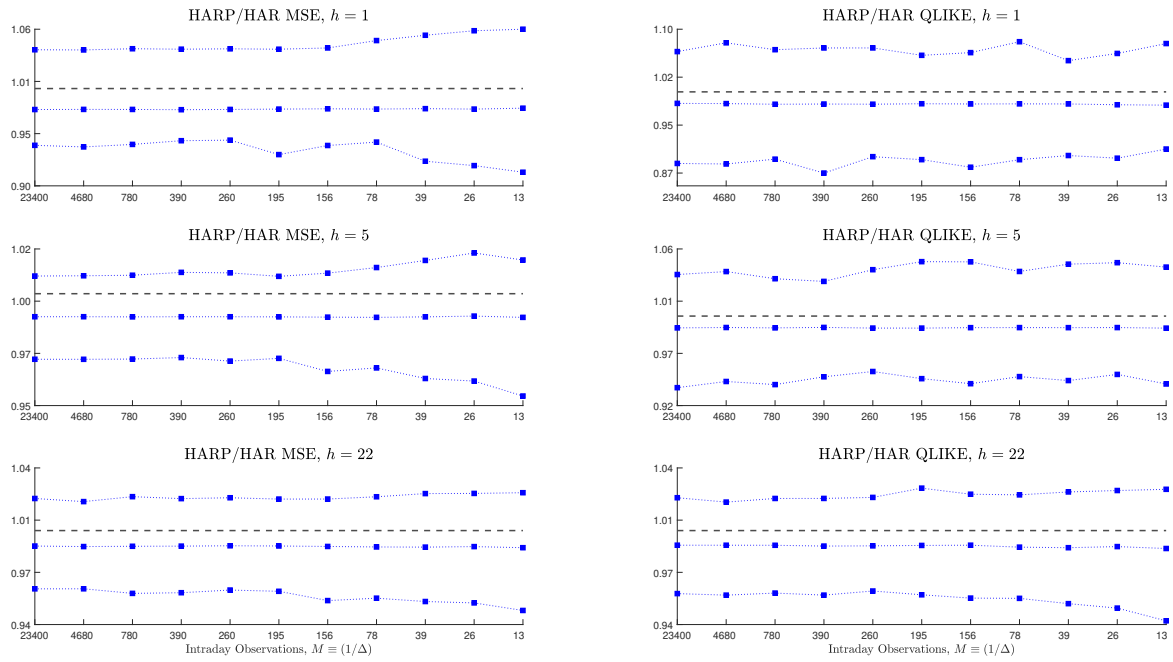 HARP/HAR MSE, h = 1
1.06
1.01
0.95
0.90
23400 4680 780 390 260 195 156 78 39 26 13
HARP/HAR QLIKE, h = 1
1.10
1.02
0.95
0.87
23400 4680 780 390 260 195 156 78 39 26 13
HARP/HAR MSE, h = 5
1.02
1.00
0.97
0.95
23400 4680 780 390 260 195 156 78 39 26 13
HARP/HAR QLIKE, h = 5
1.06
1.01
0.97
0.92
23400 4680 780 390 260 195 156 78 39 26 13
HARP/HAR MSE, h = 22
1.04
1.01
0.97
0.94
23400 4680 780 390 260 195 156 78 39 26 13
Intraday Observations, M ≡ (1/Δ)
HARP/HAR QLIKE, h = 22
1.04
1.01
0.97
0.94
23400 4680 780 390 260 195 156 78 39 26 13
Intraday Observations, M ≡ (1/Δ)